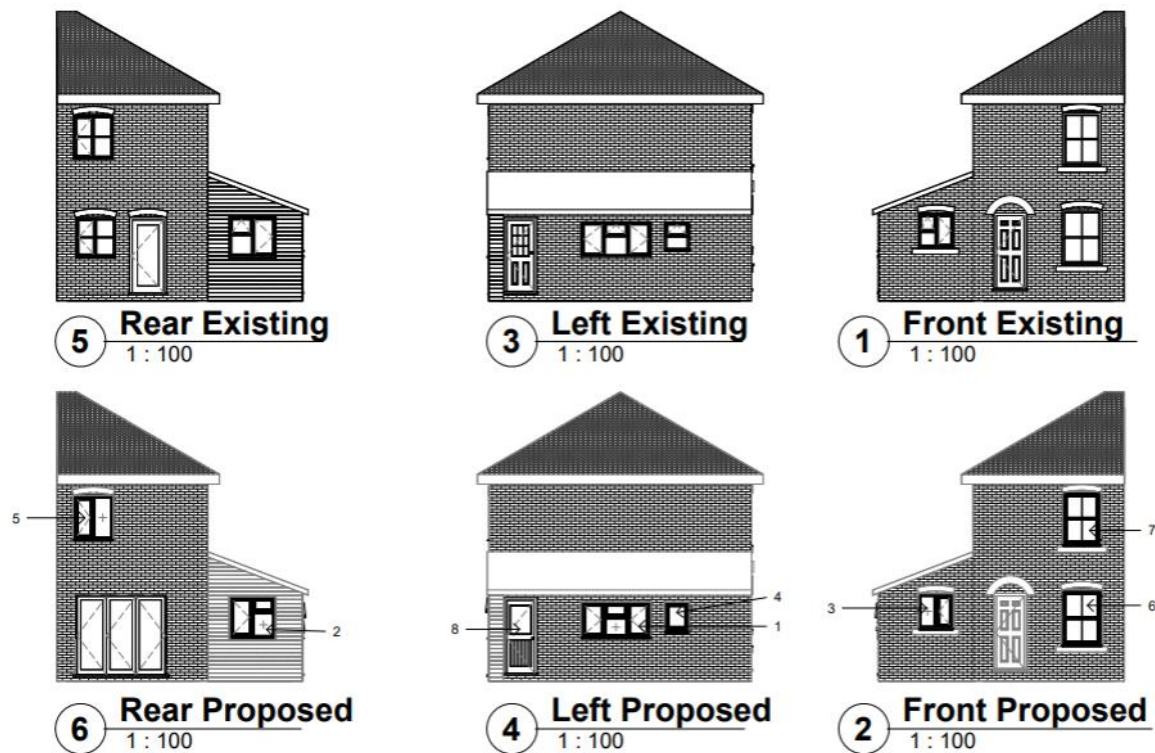 5 Rear Existing
1 : 100
3 Left Existing
1 : 100
1 Front Existing
1 : 100
5
2
8
4
1
3
7
6
6 Rear Proposed
1 : 100
4 Left Proposed
1 : 100
2 Front Proposed
1 : 100